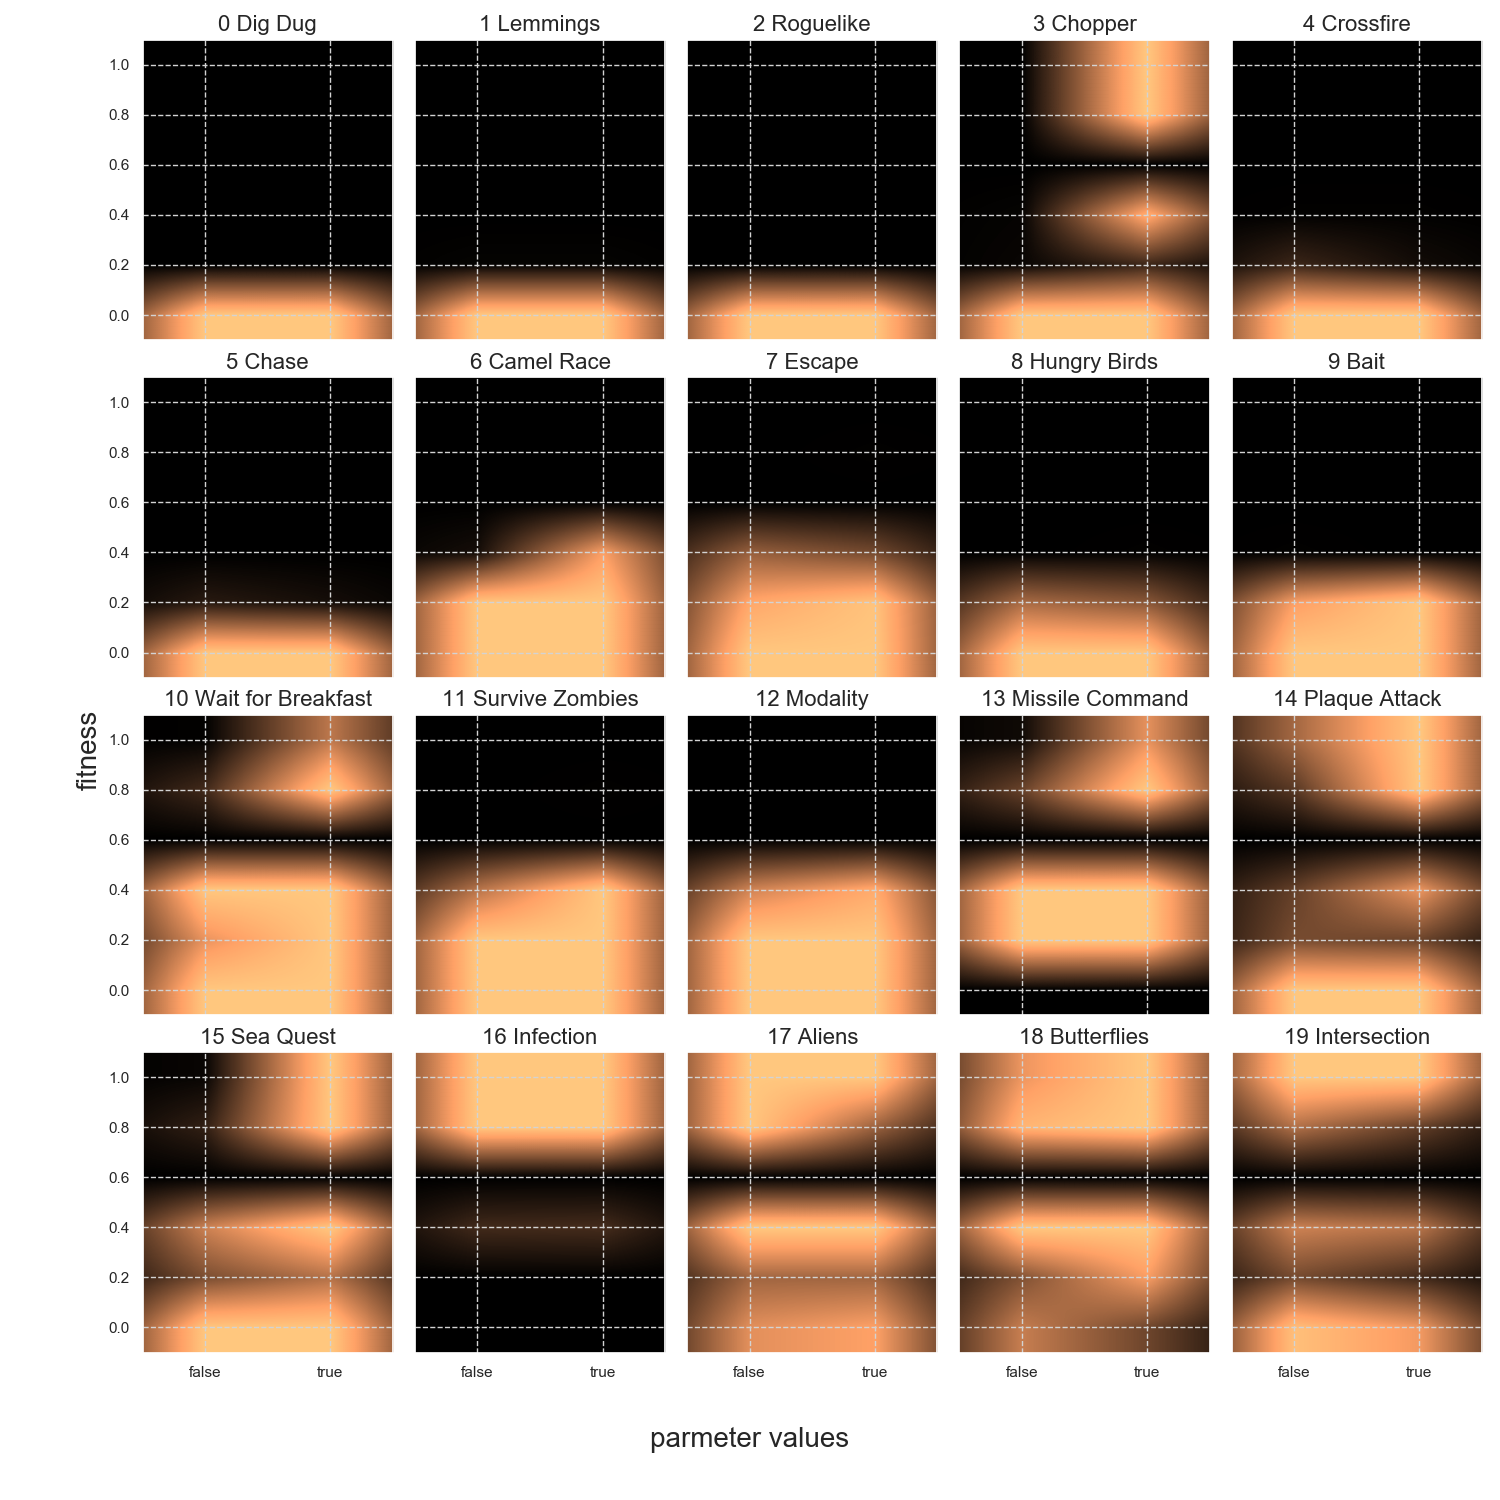 0 Dig Dug
1 Lemmings
2 Roguelike
3 Chopper
4 Crossfire
1.0
0.8
0.6
0.4
0.2
0.0
5 Chase
6 Camel Race
7 Escape
8 Hungry Birds
9 Bait
1.0
0.8
0.6
0.4
0.2
0.0
10 Wait for Breakfast
11 Survive Zombies
12 Modality
13 Missile Command
14 Plaque Attack
fitness
1.0
0.8
0.6
0.4
0.2
0.0
15 Sea Quest
16 Infection
17 Aliens
18 Butterflies
19 Intersection
1.0
0.8
0.6
0.4
0.2
0.0
false true
false true
false true
false true
false true
parmeter values